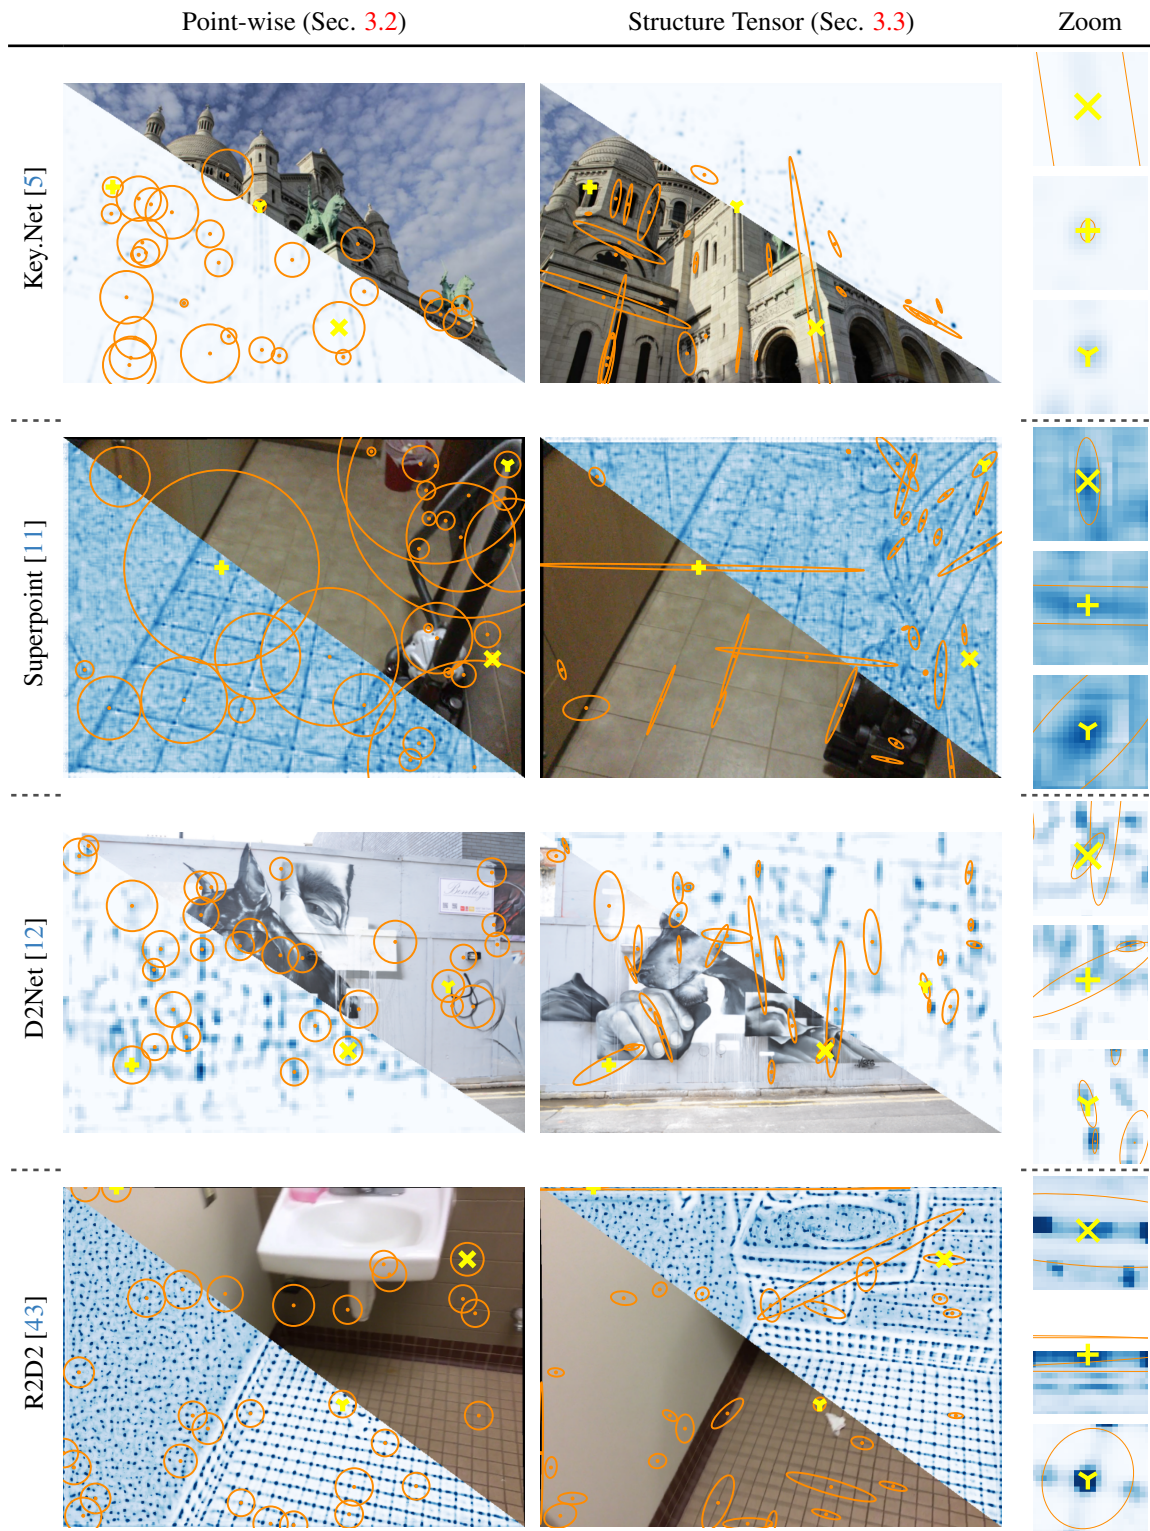 Point-wise (Sec. 3.2)
Structure Tensor (Sec. 3.3)
Zoom
Key.Net [5]
Superpoint [11]
D2Net [12]
Bentleys
R2D2 [43]